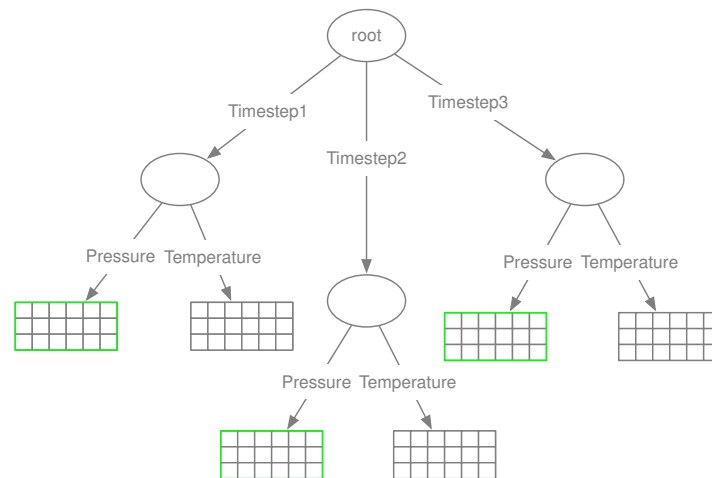 root
Timestep1
Timestep3
Timestep2
Pressure Temperature
Pressure Temperature
Pressure Temperature